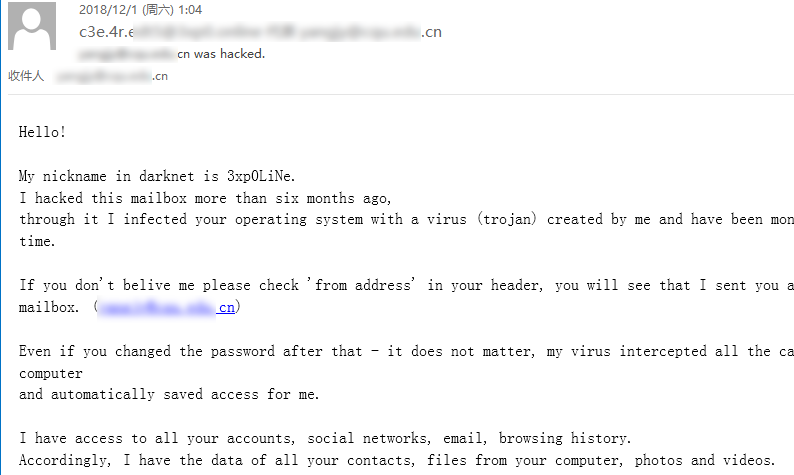 2018/12/1 (周六) 1:04
c3e.4r. .cn
cn was hacked.
收件人 .cn
Hello!
My nickname in darknet is 3xp0LiNe.
I hacked this mailbox more than six months ago,
through it I infected your operating system with a virus (trojan) created by me and have been mon
time.
If you don't belive me please check 'from address' in your header, you will see that I sent you a
mailbox. ( cn)
Even if you changed the password after that - it does not matter, my virus intercepted all the ca
computer
and automatically saved access for me.
I have access to all your accounts, social networks, email, browsing history.
Accordingly, I have the data of all your contacts, files from your computer, photos and videos.